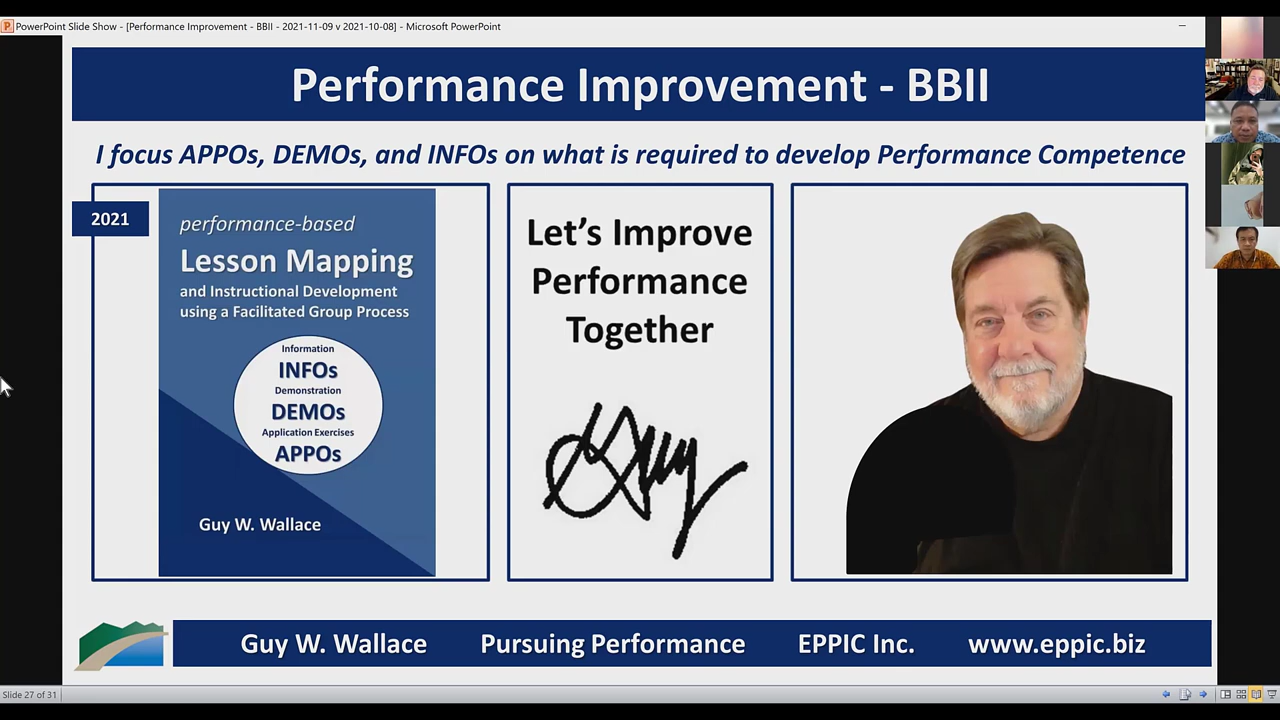 PowerPoint Slide Show - [Performance Improvement - BBII - 2021-11-09 v 2021-10-08] - Microsoft PowerPoint
Performance Improvement - BBII
I focus APPOs, DEMOs, and INFOs on what is required to develop Performance Competence
2021
performance-based
Lesson Mapping
and Instructional Development
using a Facilitated Group Process
Information
INFOs
Demonstration
DEMOs
Application Exercises
APPOs
Guy W. Wallace
Let's Improve
Performance
Together
Guy
Guy W. Wallace Pursuing Performance EPPIC Inc. www.eppic.biz
Slide 27 of 31